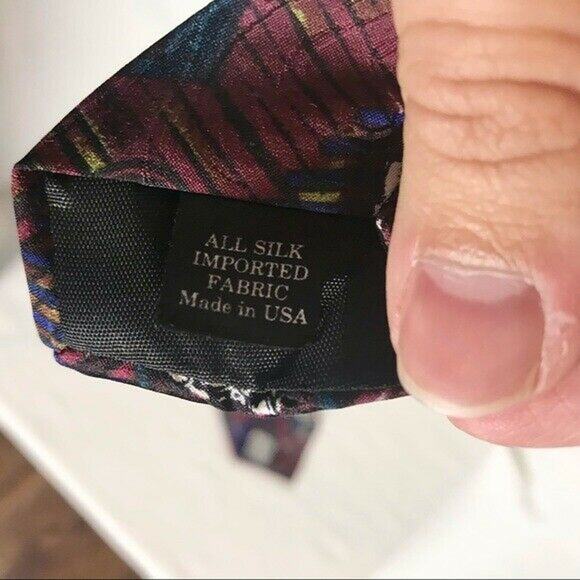 ALL SILK
IMPORTED
FABRIC
Made in USA